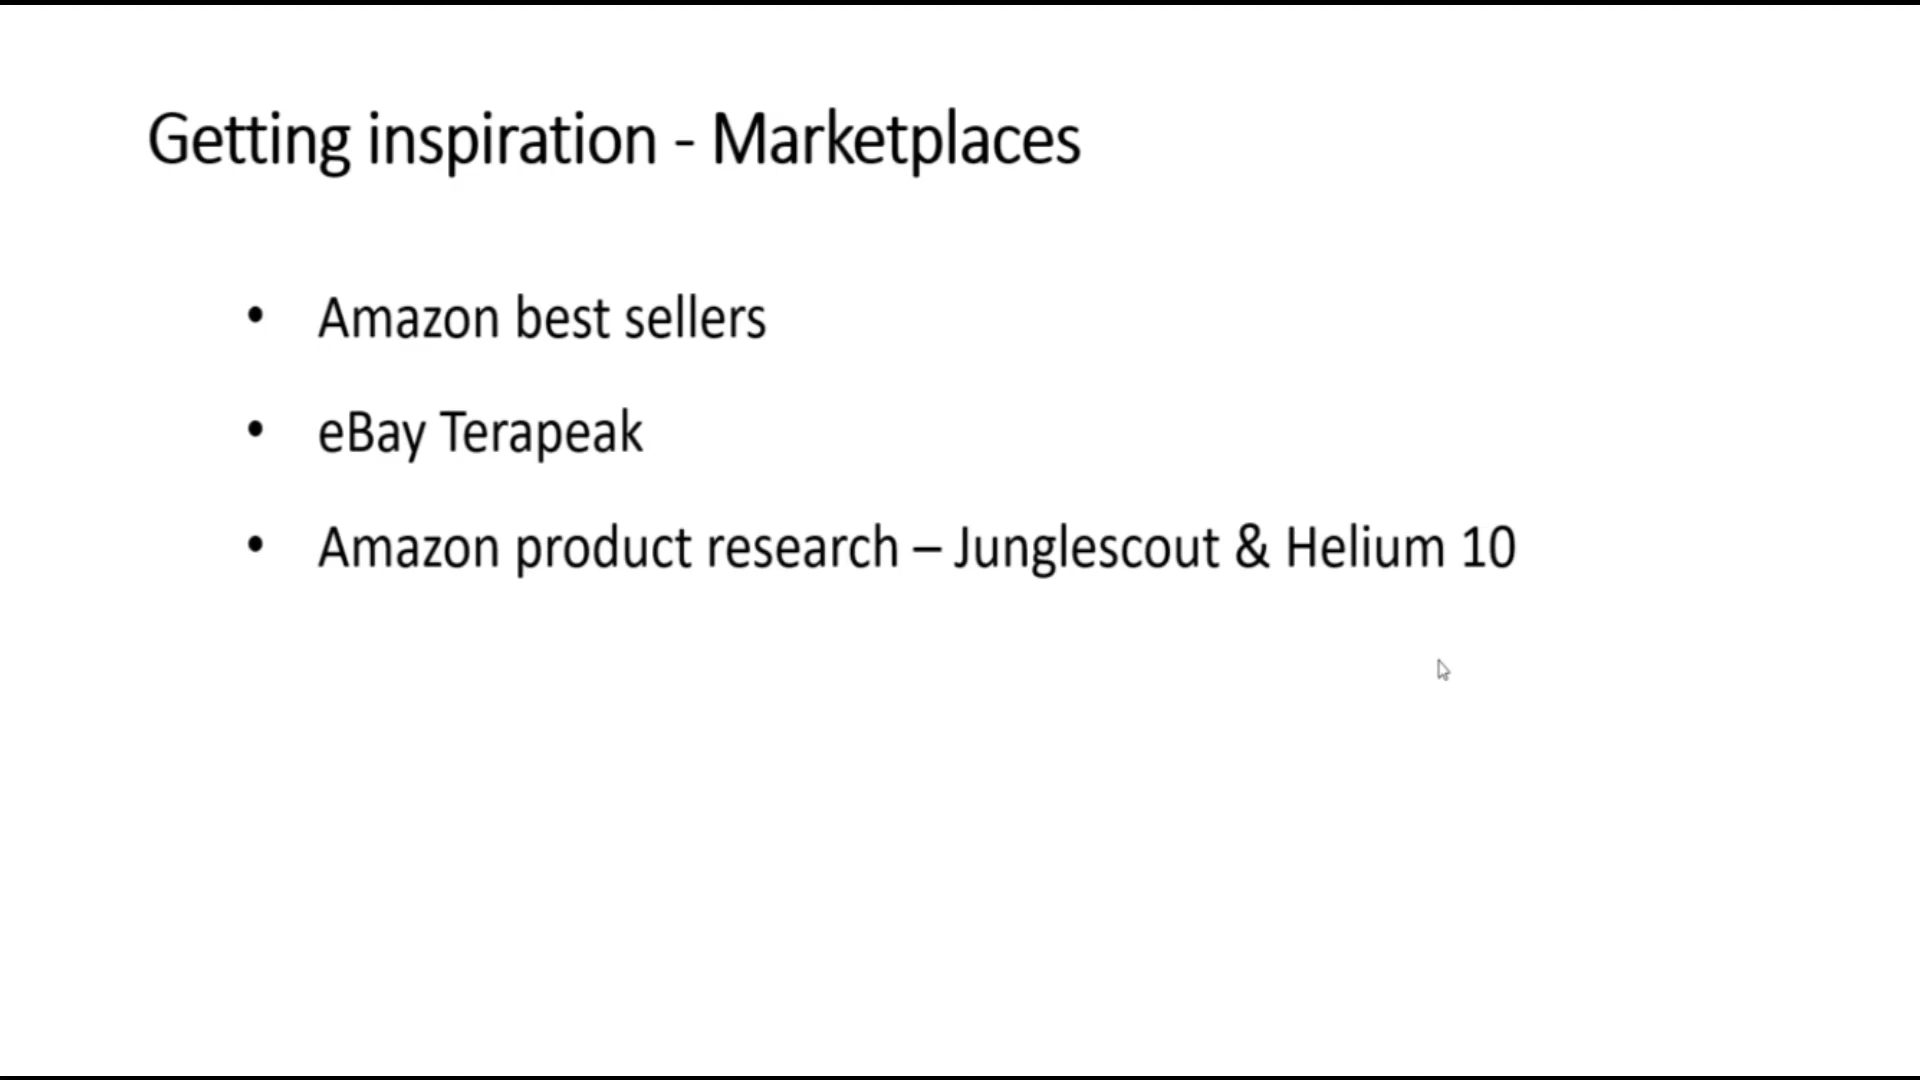 Getting inspiration - Marketplaces
• Amazon best sellers
• eBay Terapeak
• Amazon product research – Junglescout & Helium 10